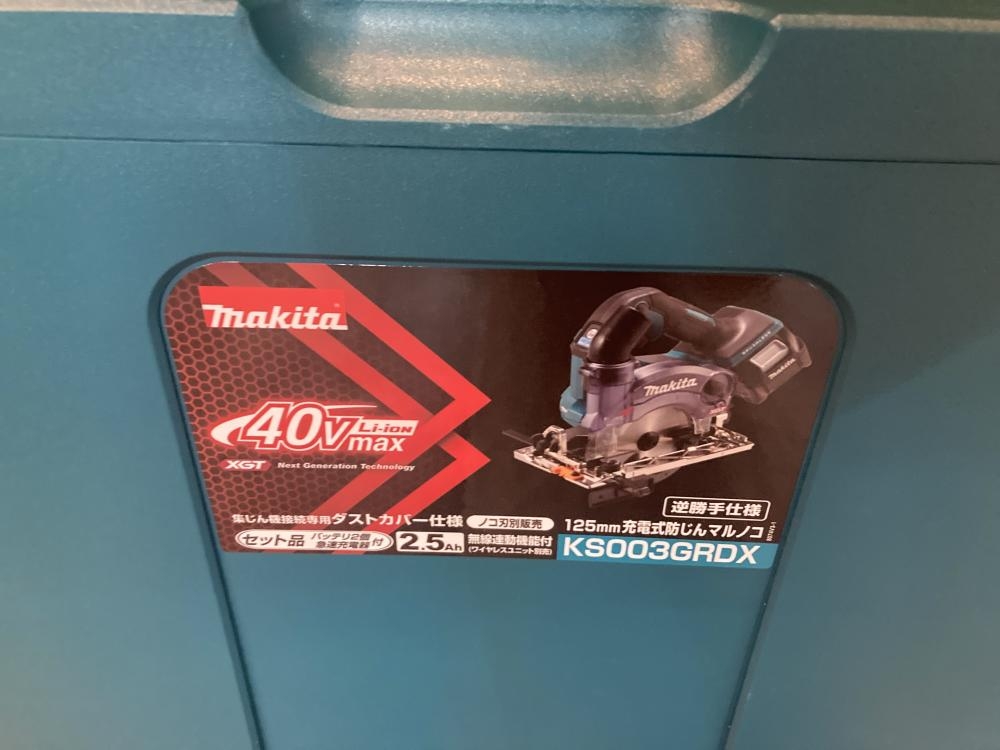 makita
40Vmax Li-ion
XGT Next Generation Technology
BRUSHLESS
makita
makita
逆勝手仕様
集じん機接続専用ダストカバー仕様 ノコ刃別販売
125mm充電式防じんマルノコ
セット品 バッテリ2個 急速充電器 付 2.5Ah 無線連動機能付
(ワイヤレスユニット別売)
KS003GRDX